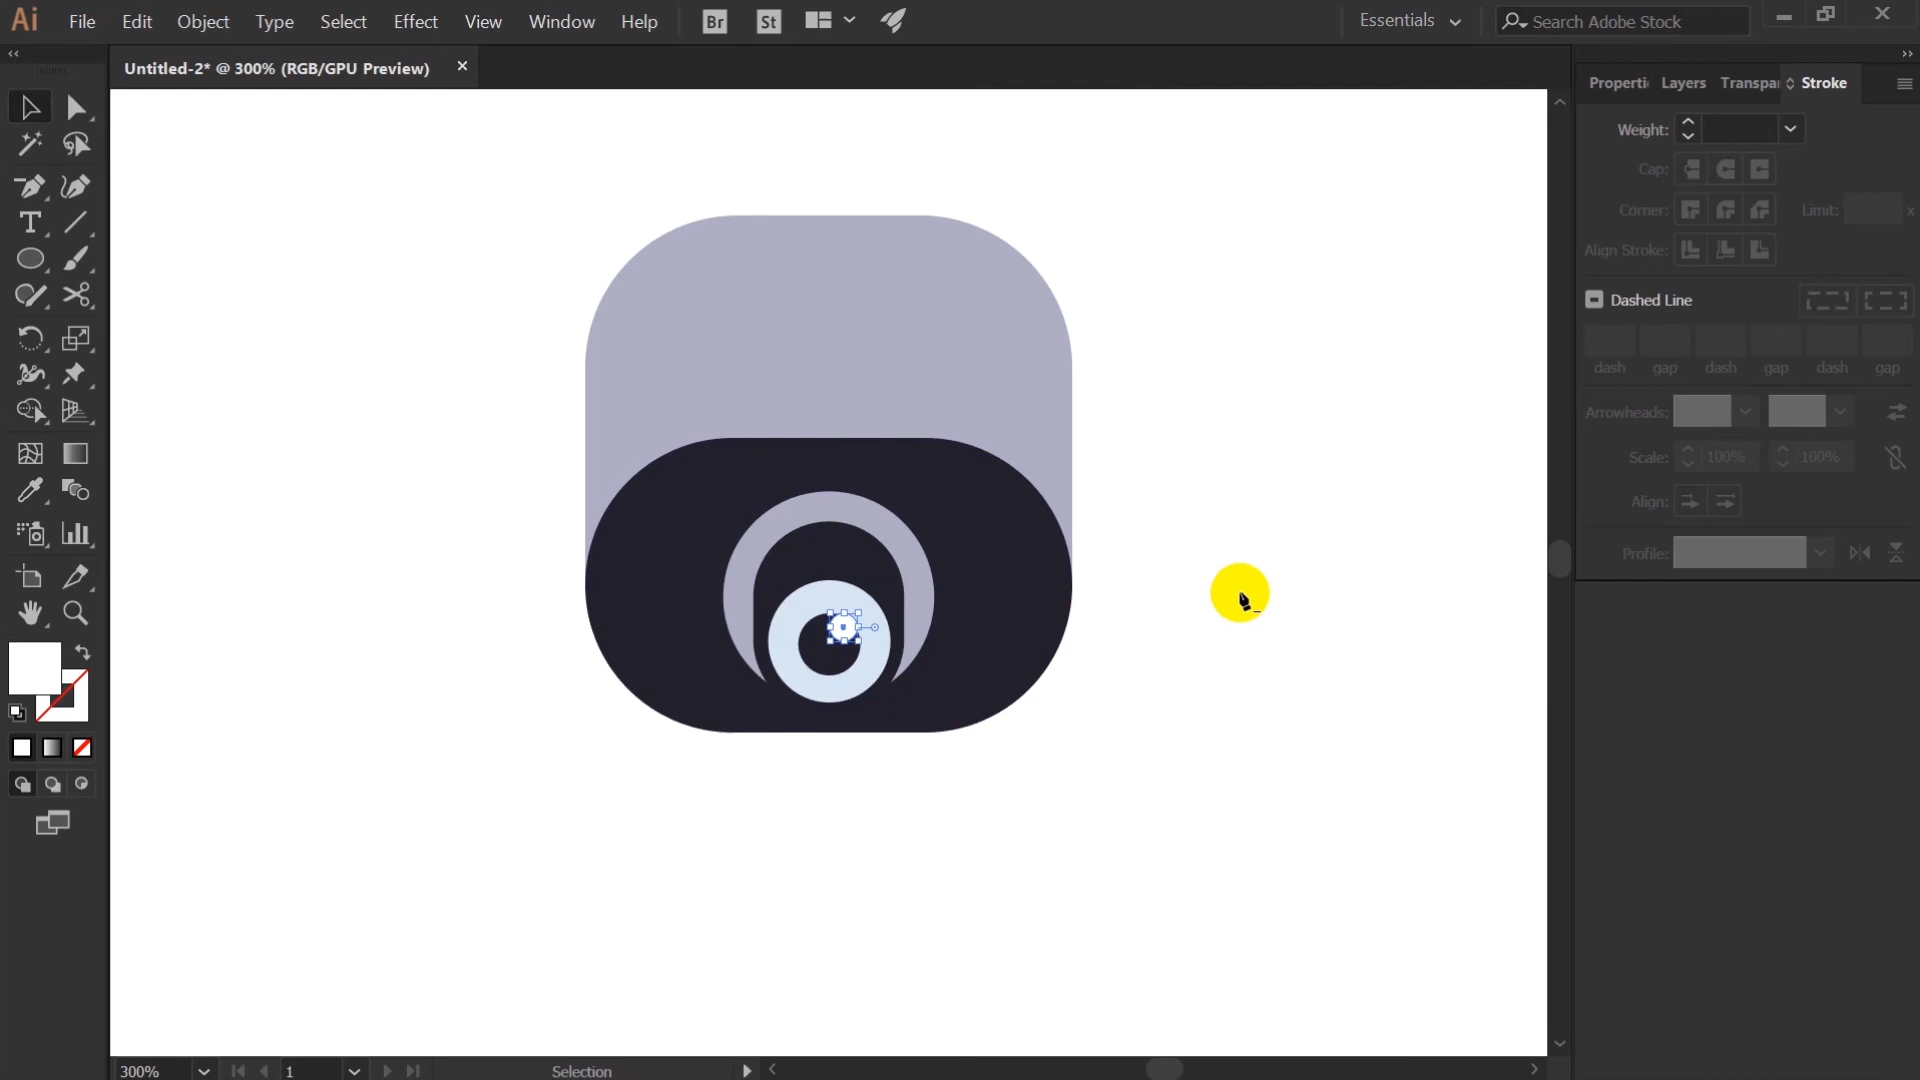 Ai File Edit Object Type Select Effect View Window Help Br St Essentials Search Adobe Stock
Untitled-2* @ 300% (RGB/GPU Preview) ×
Properti Layers Transpar Stroke
Weight:
Cap:
Corner: Limit: x
Align Stroke:
Dashed Line
dash gap dash gap dash gap
Arrowheads:
Scale: 100% 100%
Align:
Profile:
300% 1 Selection